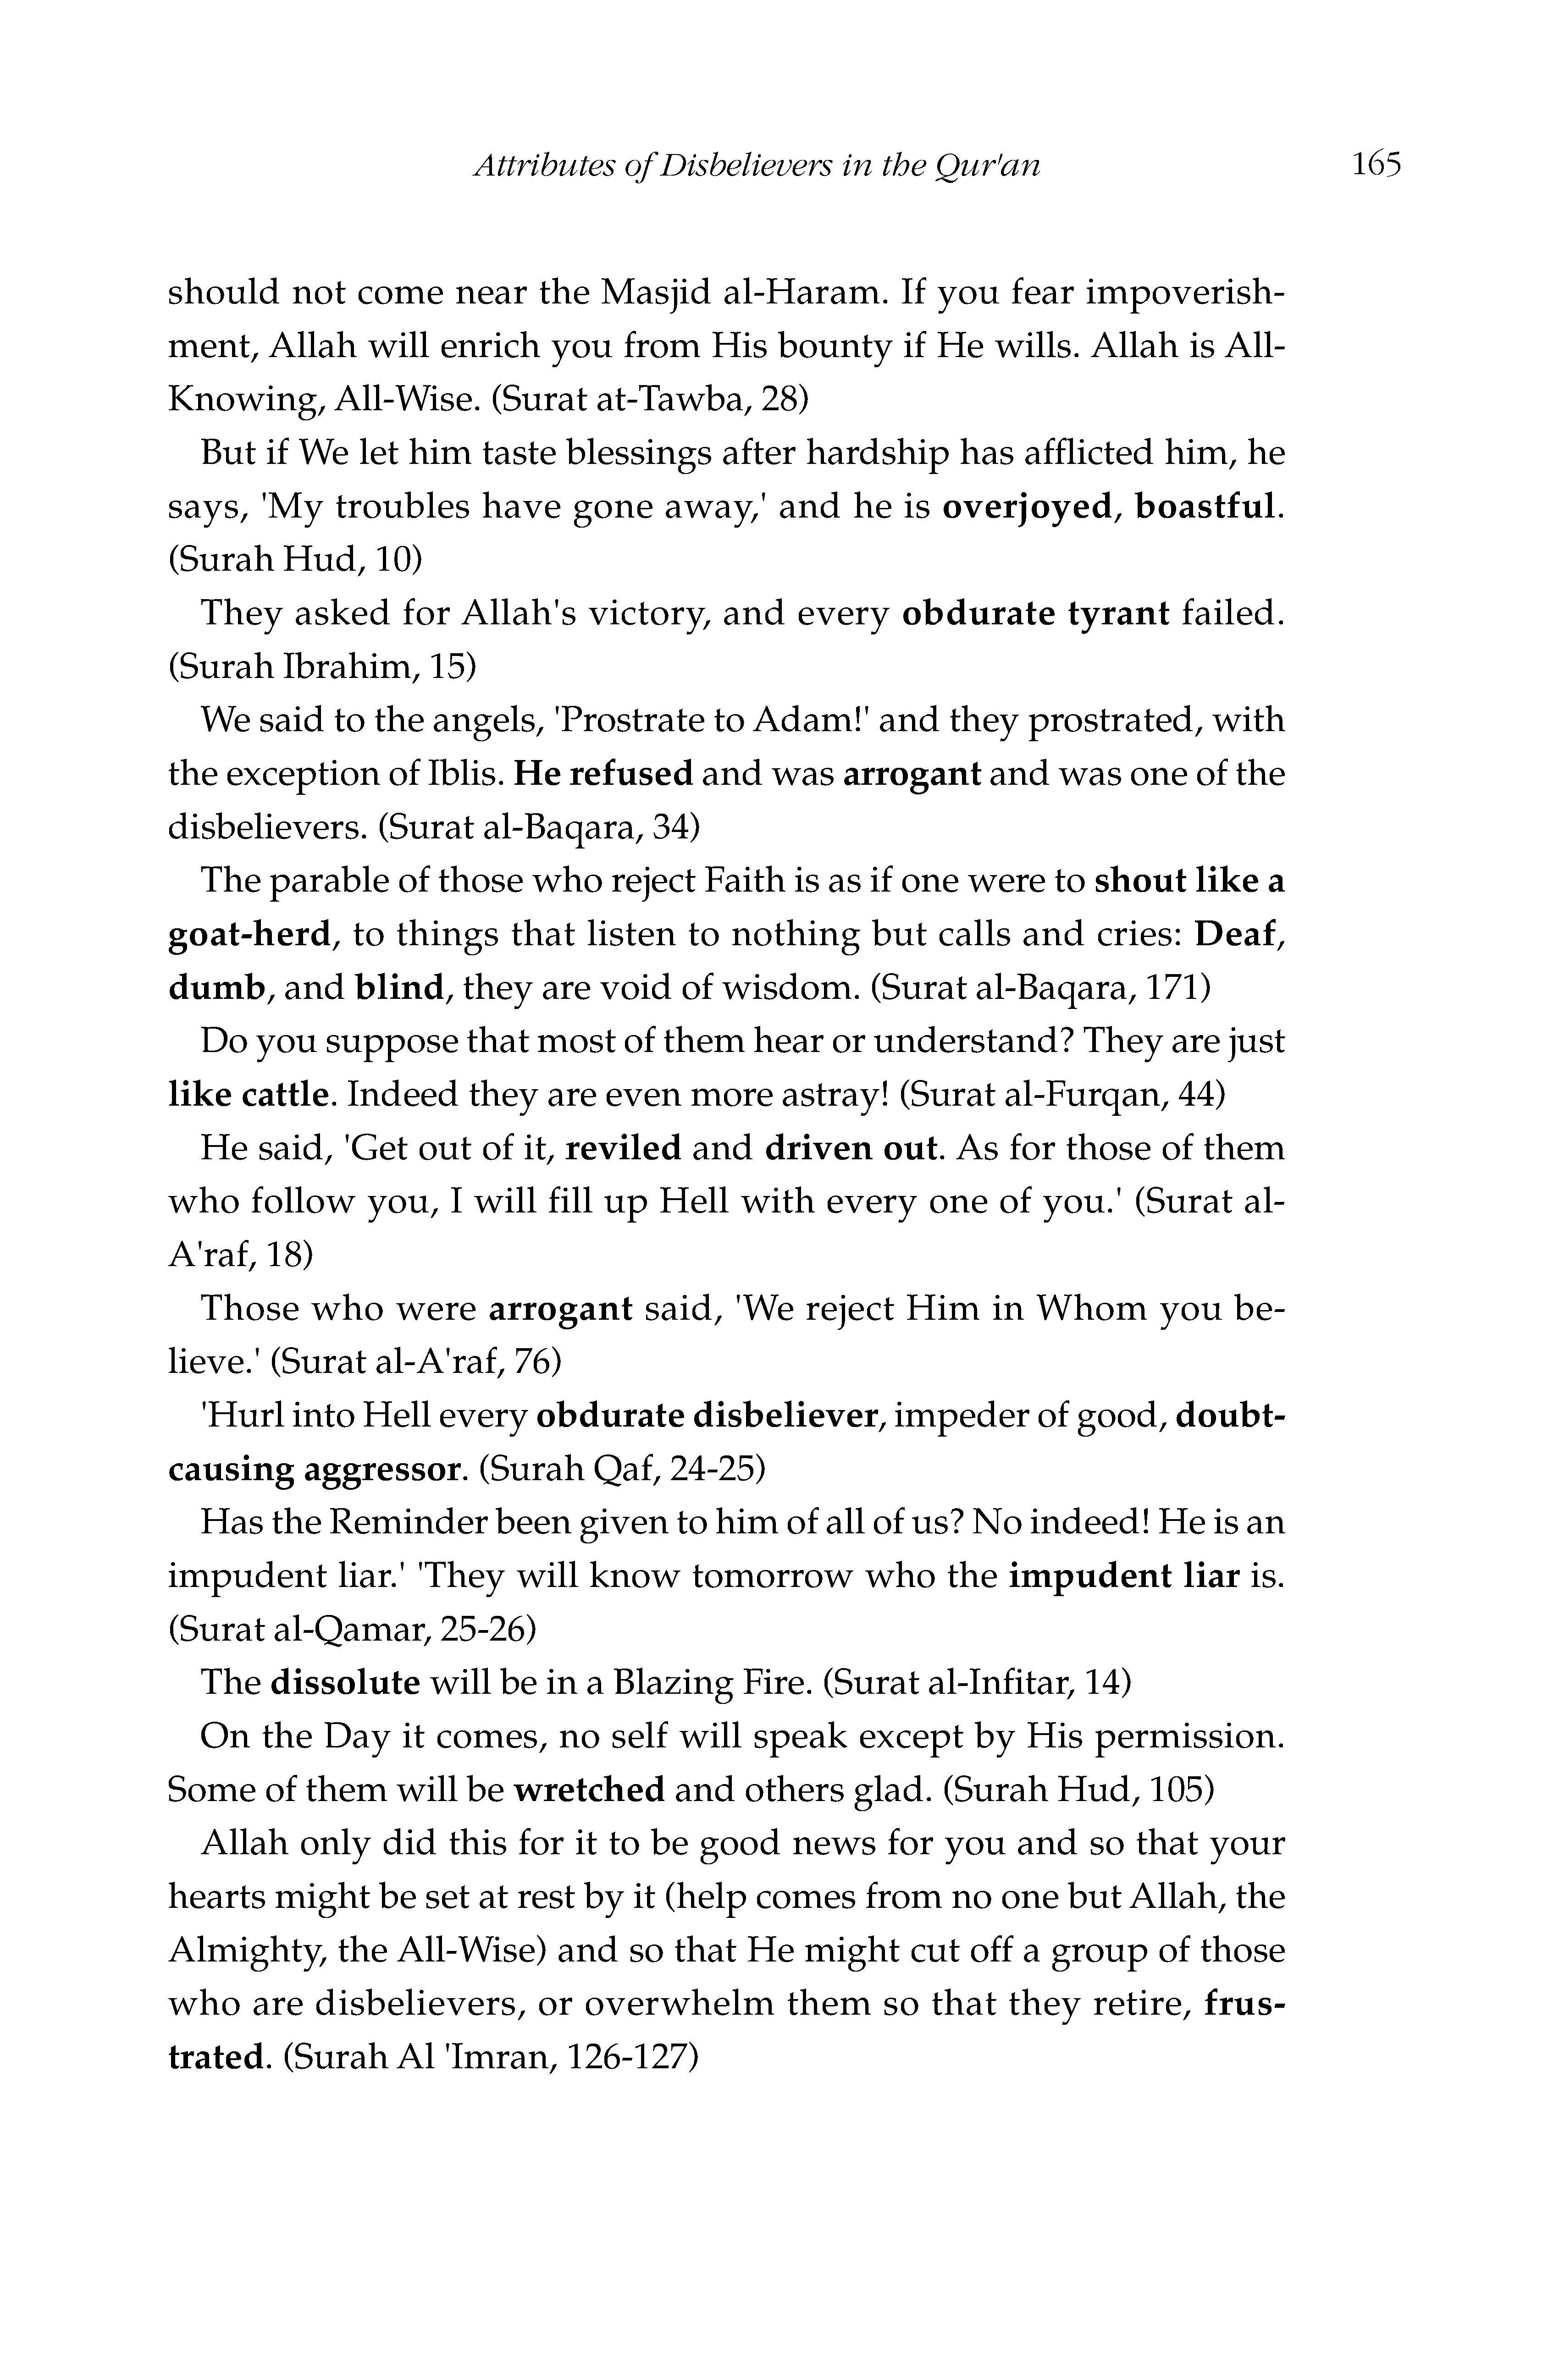 Attributes of Disbelievers in the Qur'an 165
should not come near the Masjid al-Haram. If you fear impoverish-
ment, Allah will enrich you from His bounty if He wills. Allah is All-
Knowing, All-Wise. (Surat at-Tawba, 28)
But if We let him taste blessings after hardship has afflicted him, he
says, 'My troubles have gone away,' and he is overjoyed, boastful.
(Surah Hud, 10)
They asked for Allah's victory, and every obdurate tyrant failed.
(Surah Ibrahim, 15)
We said to the angels, 'Prostrate to Adam!' and they prostrated, with
the exception of Iblis. He refused and was arrogant and was one of the
disbelievers. (Surat al-Baqara, 34)
The parable of those who reject Faith is as if one were to shout like a
goat-herd, to things that listen to nothing but calls and cries: Deaf,
dumb, and blind, they are void of wisdom. (Surat al-Baqara, 171)
Do you suppose that most of them hear or understand? They are just
like cattle. Indeed they are even more astray! (Surat al-Furqan, 44)
He said, 'Get out of it, reviled and driven out. As for those of them
who follow you, I will fill up Hell with every one of you.' (Surat al-
A'raf, 18)
Those who were arrogant said, 'We reject Him in Whom you be-
lieve.' (Surat al-A'raf, 76)
'Hurl into Hell every obdurate disbeliever, impeder of good, doubt-
causing aggressor. (Surah Qaf, 24-25)
Has the Reminder been given to him of all of us? No indeed! He is an
impudent liar.' 'They will know tomorrow who the impudent liar is.
(Surat al-Qamar, 25-26)
The dissolute will be in a Blazing Fire. (Surat al-Infitar, 14)
On the Day it comes, no self will speak except by His permission.
Some of them will be wretched and others glad. (Surah Hud, 105)
Allah only did this for it to be good news for you and so that your
hearts might be set at rest by it (help comes from no one but Allah, the
Almighty, the All-Wise) and so that He might cut off a group of those
who are disbelievers, or overwhelm them so that they retire, frus-
trated. (Surah Al 'Imran, 126-127)